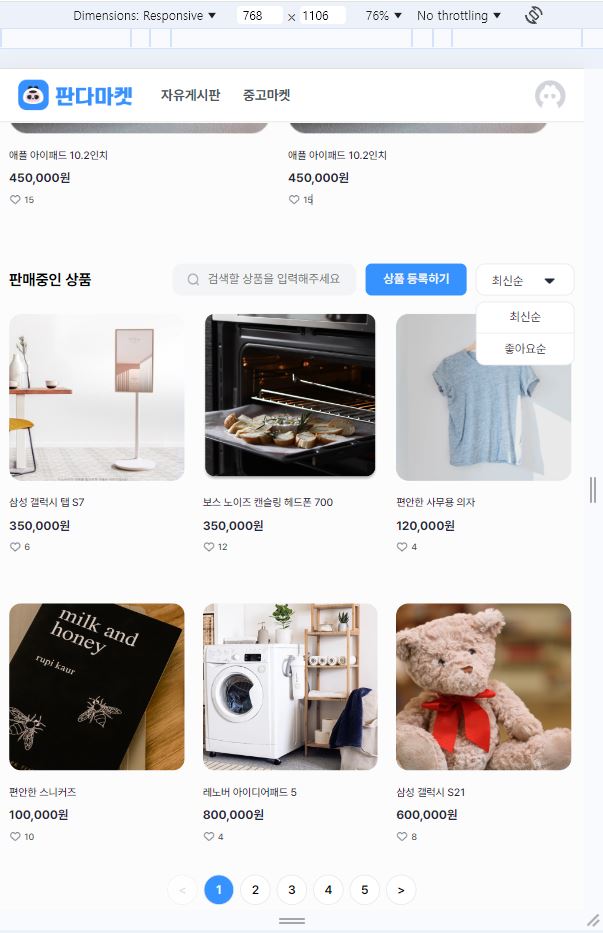 Dimensions: Responsive ▼ 768 × 1106 76% ▼ No throttling ▼
판다마켓 자유게시판 중고마켓
애플 아이패드 10.2인치 애플 아이패드 10.2인치
450,000원 450,000원
15 15
판매중인 상품 검색할 상품을 입력해주세요 상품 등록하기 최신순
최신순
좋아요순
삼성 갤럭시 탭 S7 보스 노이즈 캔슬링 헤드폰 700 편안한 사무용 의자
350,000원 350,000원 120,000원
6 12 4
milk and
honey
rupi kaur
편안한 스니커즈 레노버 아이디어패드 5 삼성 갤럭시 S21
100,000원 800,000원 600,000원
10 4 8
< 1 2 3 4 5 >